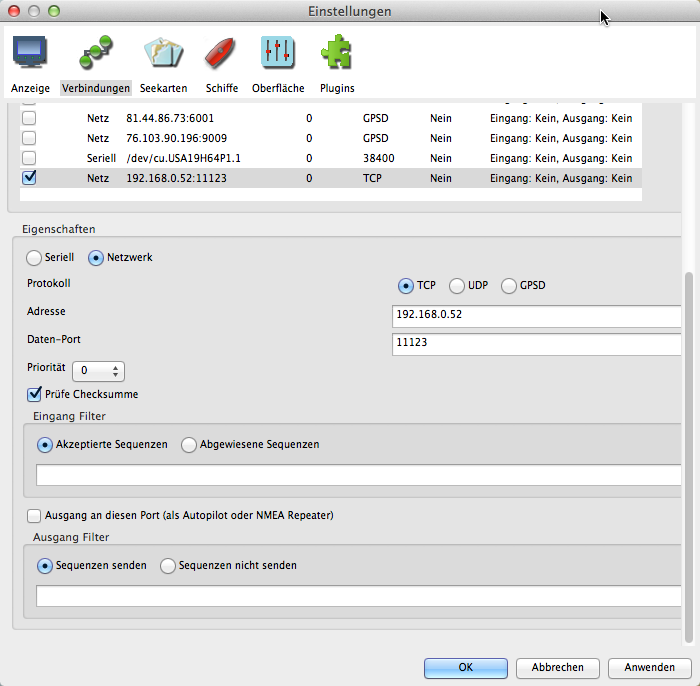 Einstellungen
Anzeige Verbindungen Seekarten Schiffe Oberfläche Plugins
Netz 81.44.86.73:6001 0 GPSD Nein Eingang: Kein, Ausgang: Kein
Netz 76.103.90.196:9009 0 GPSD Nein Eingang: Kein, Ausgang: Kein
Seriell /dev/cu.USA19H64P1.1 0 38400 Nein Eingang: Kein, Ausgang: Kein
Netz 192.168.0.52:11123 0 TCP Nein Eingang: Kein, Ausgang: Kein
Eigenschaften
Seriell Netzwerk
Protokoll TCP UDP GPSD
Adresse 192.168.0.52
Daten-Port 11123
Priorität 0
Prüfe Checksumme
Eingang Filter
Akzeptierte Sequenzen Abgewiesene Sequenzen
Ausgang an diesen Port (als Autopilot oder NMEA Repeater)
Ausgang Filter
Sequenzen senden Sequenzen nicht senden
OK Abbrechen Anwenden